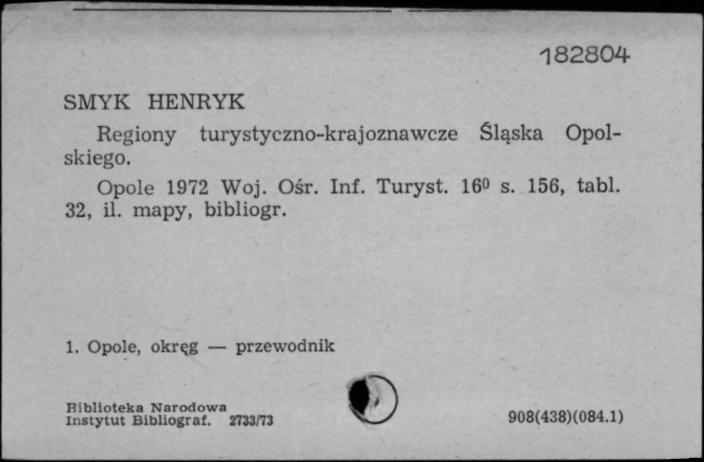 182804
SMYK HENRYK
Regiony turystyczno-krajoznawcze Śląska Opol-
skiego.
Opole 1972 Woj. Ośr. Inf. Turyst. 16⁰ s. 156, tabl.
32, il. mapy, bibliogr.
1. Opole, okręg — przewodnik
Biblioteka Narodowa
Instytut Bibliograf. 2733/73
908(438)(084.1)